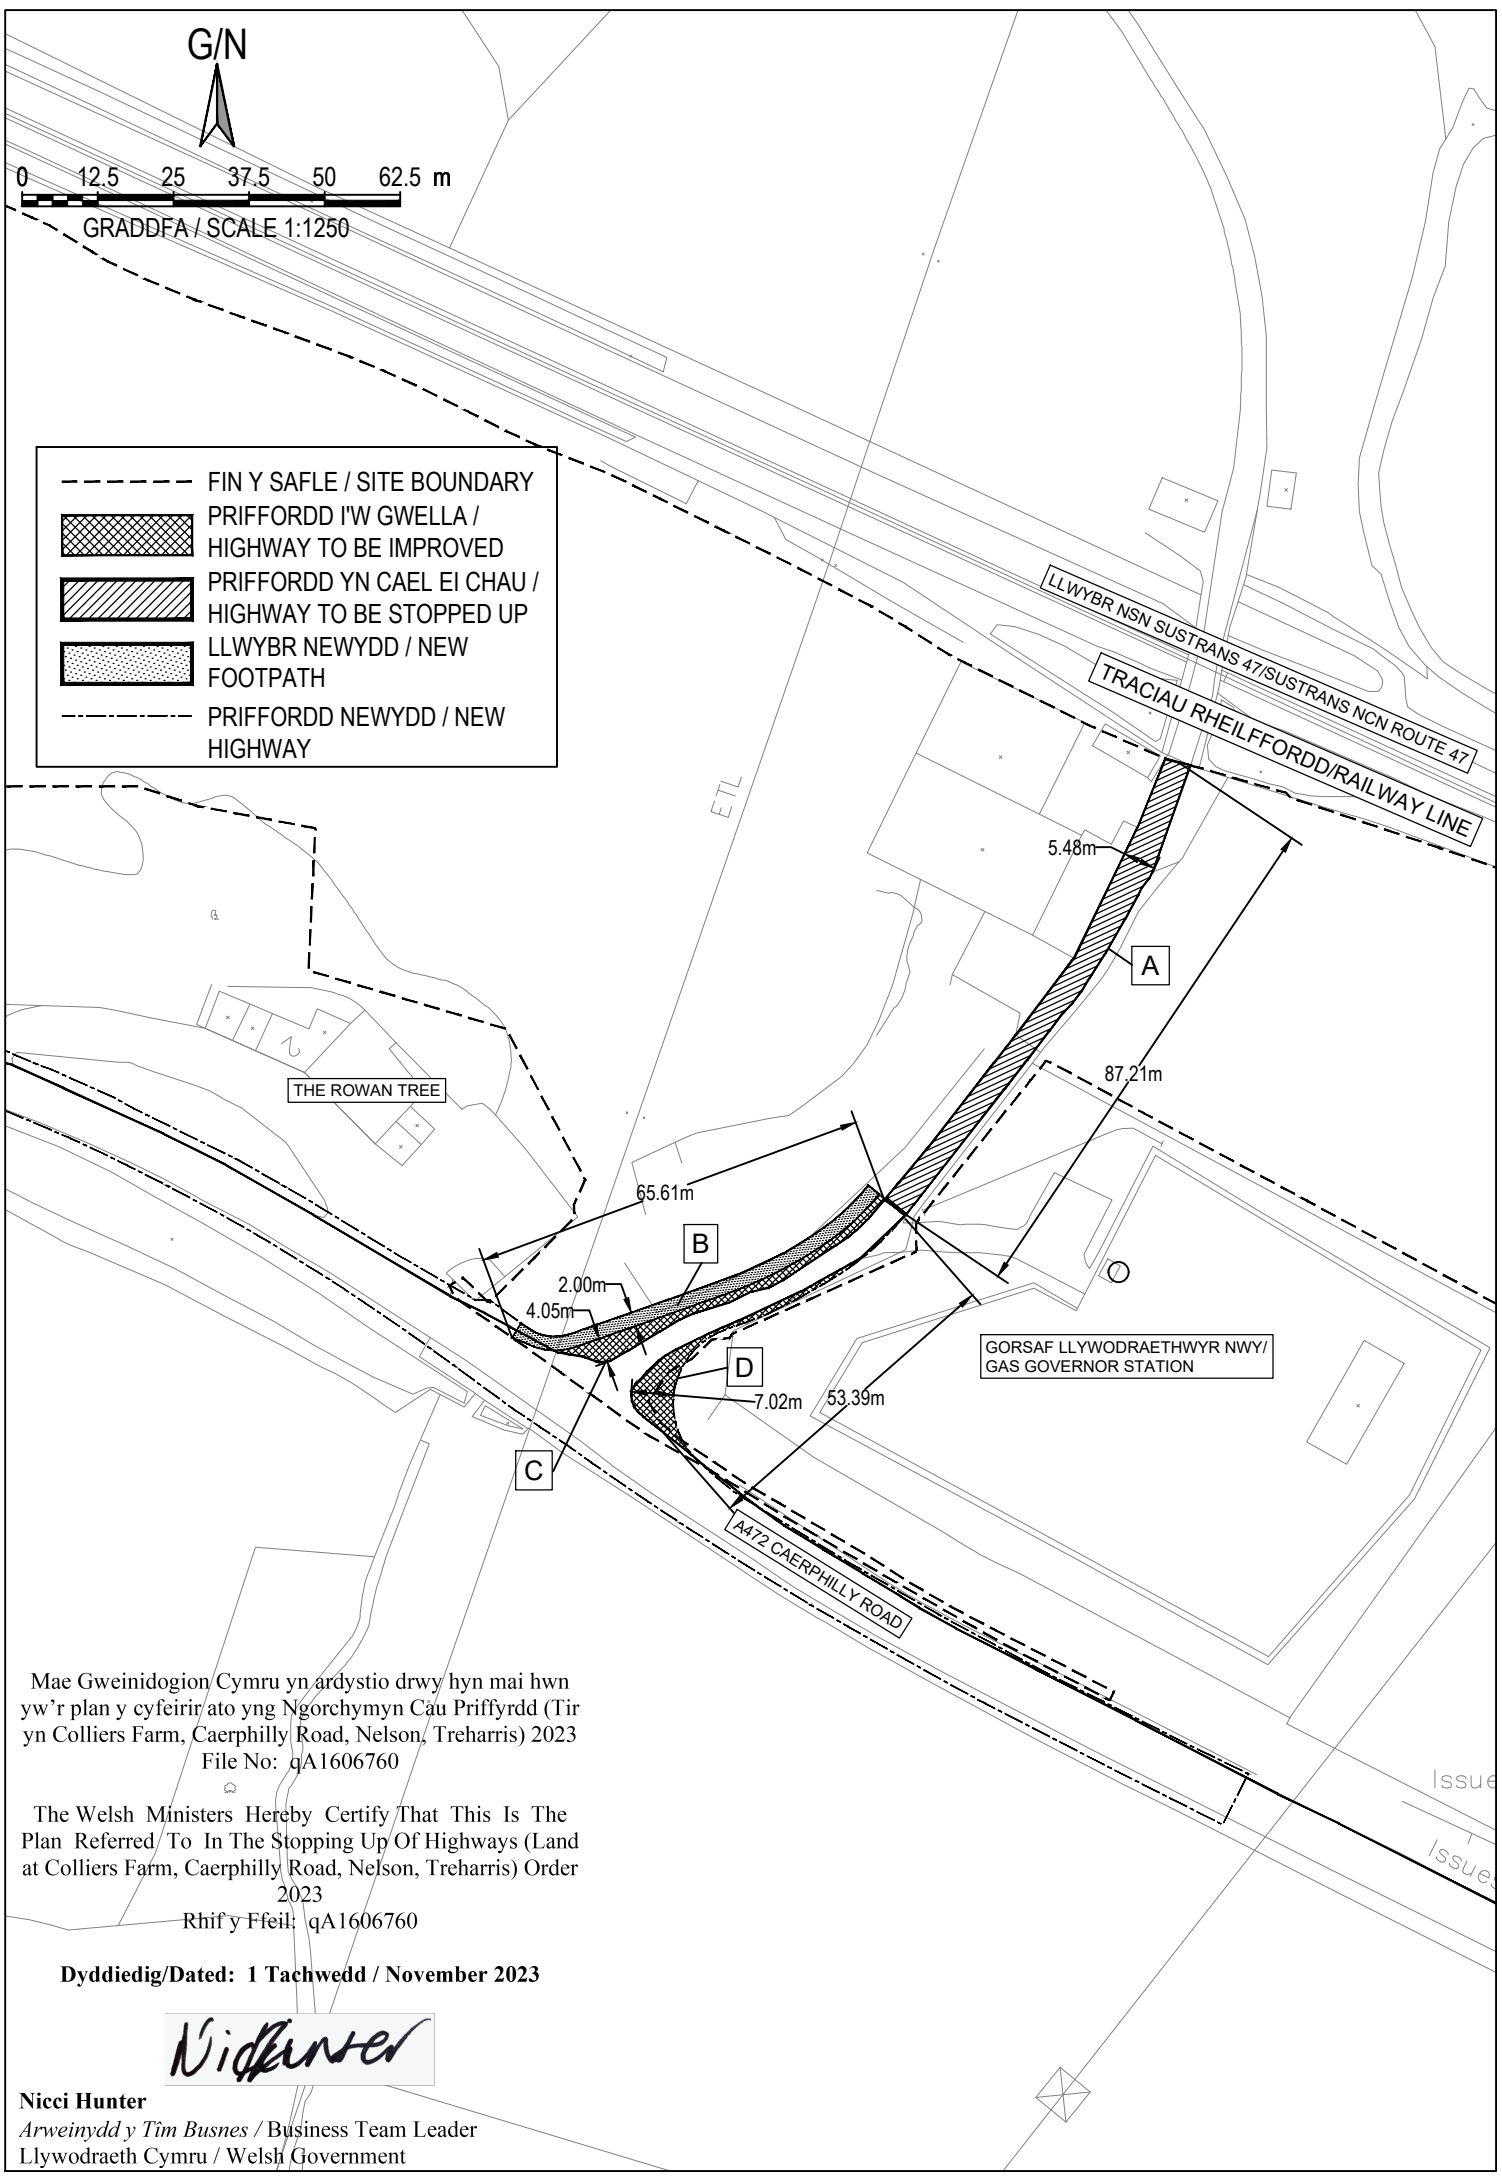 G/N
0 12.5 25 37.5 50 62.5 m
GRADDFA / SCALE 1:1250
FIN Y SAFLE / SITE BOUNDARY
PRIFFORDD I'W GWELLA /
HIGHWAY TO BE IMPROVED
PRIFFORDD YN CAEL EI CHAU /
HIGHWAY TO BE STOPPED UP
LLWYBR NEWYDD / NEW
FOOTPATH
PRIFFORDD NEWYDD / NEW
HIGHWAY
LLWYBR NSN SUSTRANS 47/SUSTRANS NCN ROUTE 47
TRACIAU RHEILFFORDD/RAILWAY LINE
ETL
5.48m
A
87.21m
THE ROWAN TREE
65.61m
B
2.00m
4.05m
D
7.02m
53.39m
C
GORSAF LLYWODRAETHWYR NWY/
GAS GOVERNOR STATION
A472 CAERPHILLY ROAD
Issue
Issues
Mae Gweinidogion Cymru yn ardystio drwy hyn mai hwn
yw’r plan y cyfeirir ato yng Ngorchymyn Cau Priffyrdd (Tir
yn Colliers Farm, Caerphilly Road, Nelson, Treharris) 2023
File No: qA1606760
The Welsh Ministers Hereby Certify That This Is The
Plan Referred To In The Stopping Up Of Highways (Land
at Colliers Farm, Caerphilly Road, Nelson, Treharris) Order
2023
Rhif y Ffeil: qA1606760
Dyddiedig/Dated: 1 Tachwedd / November 2023
Nicci Hunter
Arweinydd y Tîm Busnes / Business Team Leader
Llywodraeth Cymru / Welsh Government